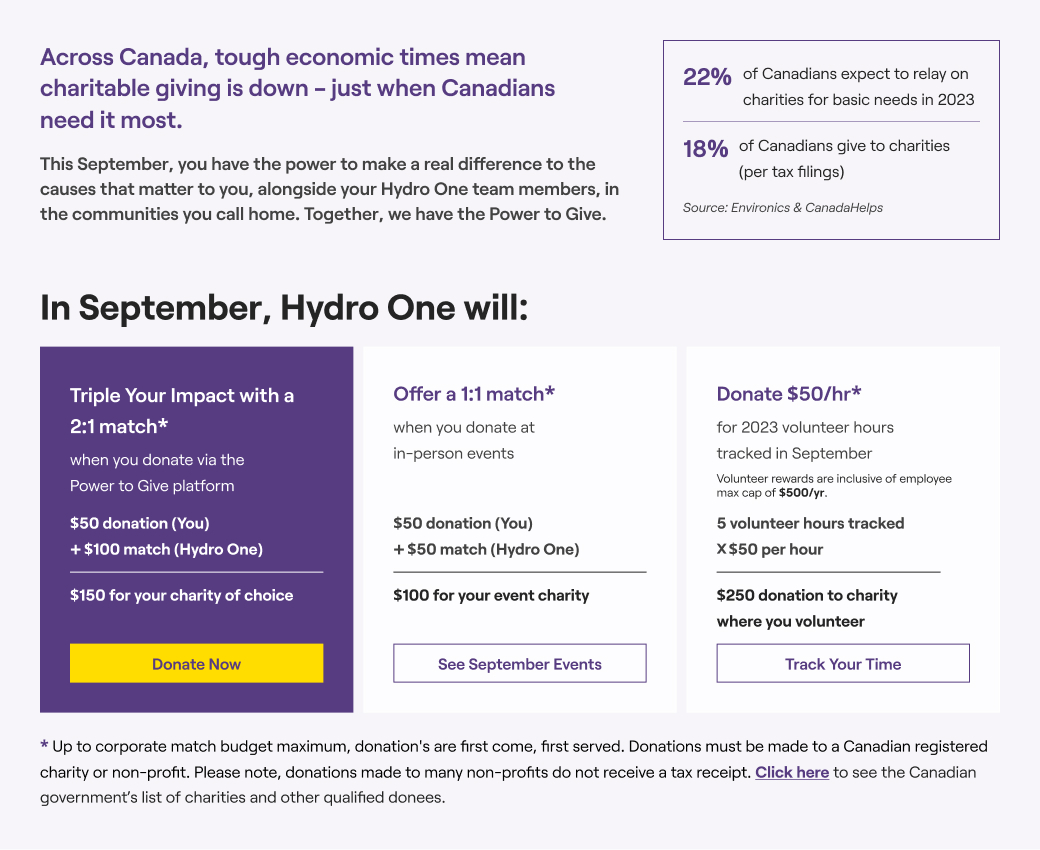 Across Canada, tough economic times mean
charitable giving is down – just when Canadians
need it most.
This September, you have the power to make a real difference to the
causes that matter to you, alongside your Hydro One team members, in
the communities you call home. Together, we have the Power to Give.
22% of Canadians expect to relay on
charities for basic needs in 2023
18% of Canadians give to charities
(per tax filings)
Source: Environics & CanadaHelps
In September, Hydro One will:
Triple Your Impact with a
2:1 match*
when you donate via the
Power to Give platform
$50 donation (You)
+ $100 match (Hydro One)
$150 for your charity of choice
Donate Now
Offer a 1:1 match*
when you donate at
in-person events
$50 donation (You)
+ $50 match (Hydro One)
$100 for your event charity
See September Events
Donate $50/hr*
for 2023 volunteer hours
tracked in September
Volunteer rewards are inclusive of employee
max cap of $500/yr.
5 volunteer hours tracked
X $50 per hour
$250 donation to charity
where you volunteer
Track Your Time
* Up to corporate match budget maximum, donation's are first come, first served. Donations must be made to a Canadian registered
charity or non-profit. Please note, donations made to many non-profits do not receive a tax receipt. Click here to see the Canadian
government’s list of charities and other qualified donees.